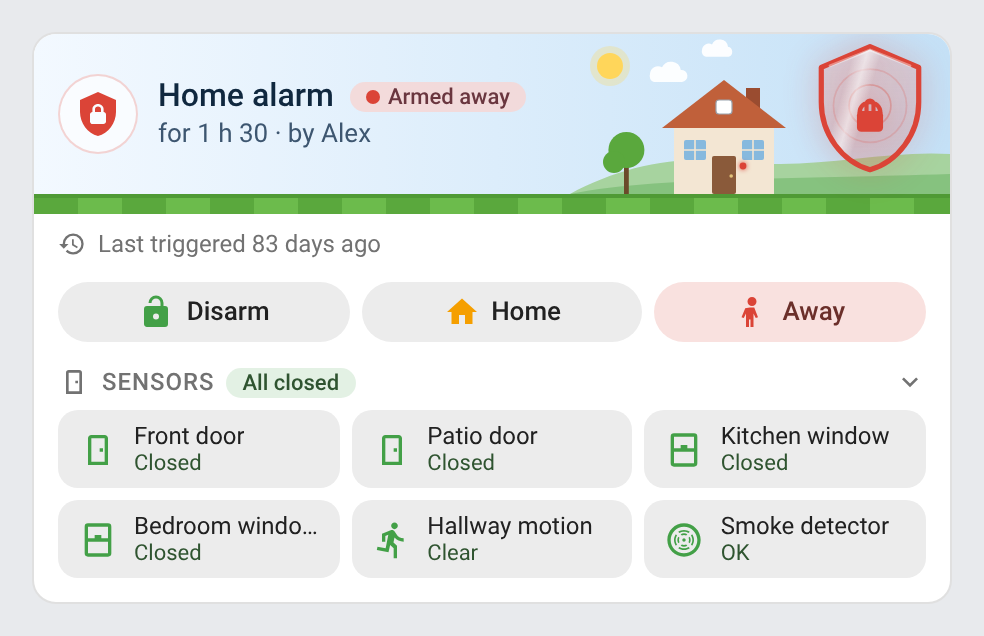 Home alarm
Armed away
for 1 h 30 · by Alex
Last triggered 83 days ago
Disarm
Home
Away
SENSORS
All closed
Front door
Closed
Patio door
Closed
Kitchen window
Closed
Bedroom windo...
Closed
Hallway motion
Clear
Smoke detector
OK